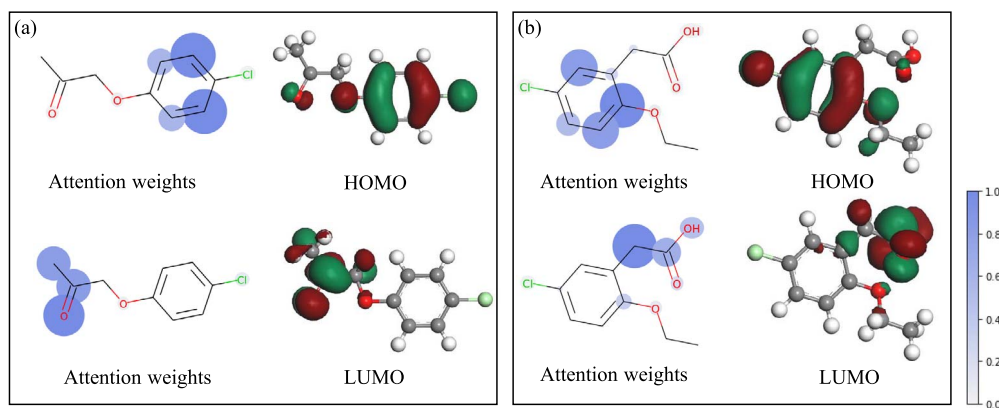 (a)
Cl
O
O
Attention weights
HOMO
Cl
O
O
Attention weights
LUMO
(b)
OH
O
Cl
O
Attention weights
HOMO
OH
O
Cl
O
Attention weights
LUMO
1.0
0.8
0.6
0.4
0.2
0.0